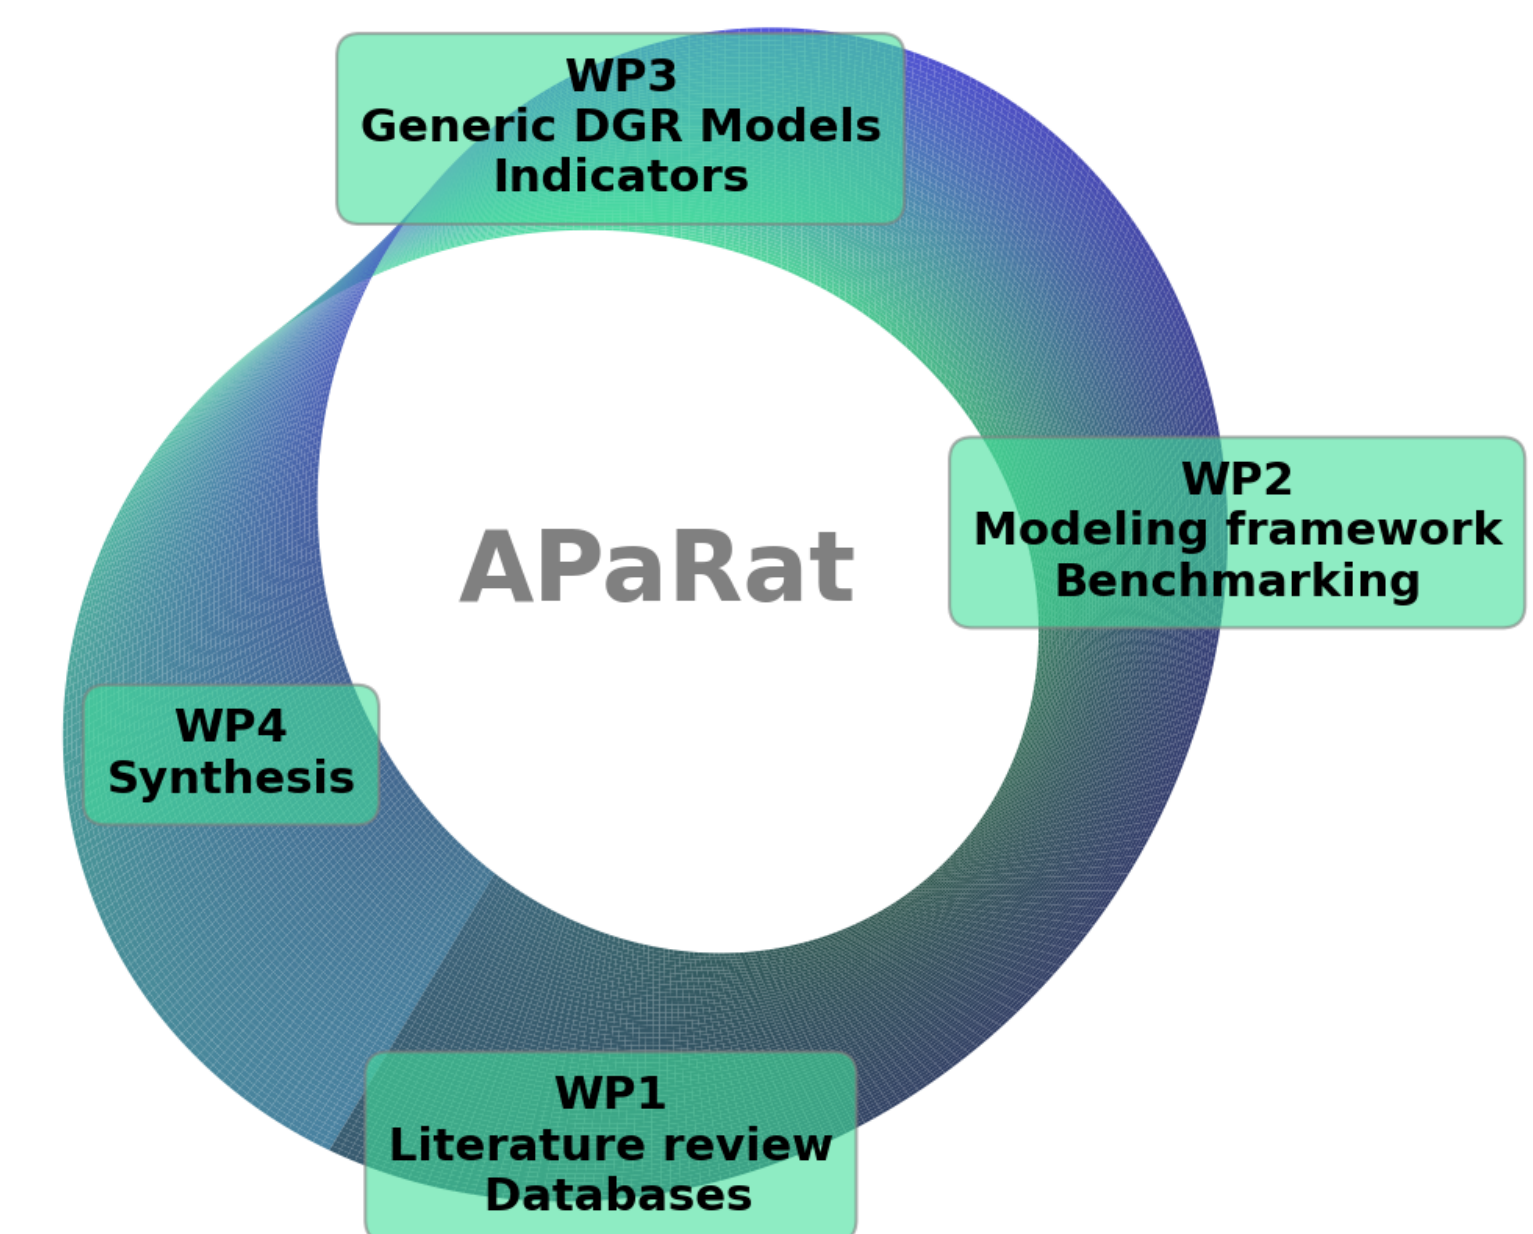 WP3
Generic DGR Models
Indicators
WP2
Modeling framework
Benchmarking
APaRat
WP4
Synthesis
WP1
Literature review
Databases